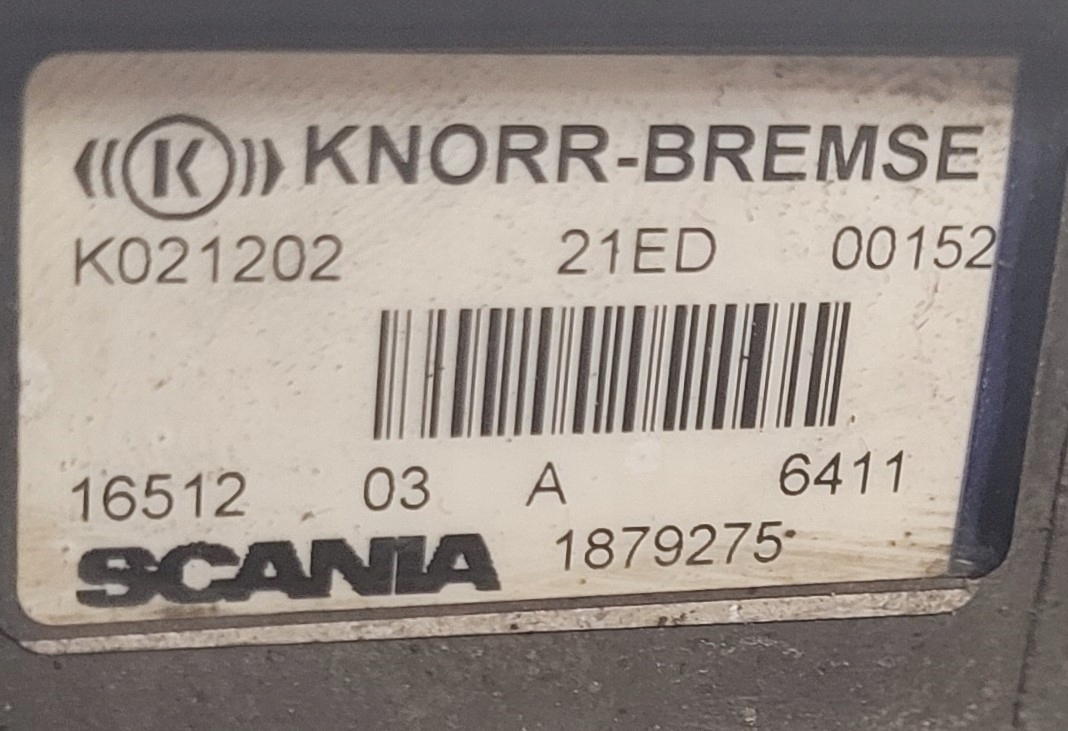 K KNORR-BREMSE
K021202 21ED 00152
16512 03 A 6411
SCANIA 1879275